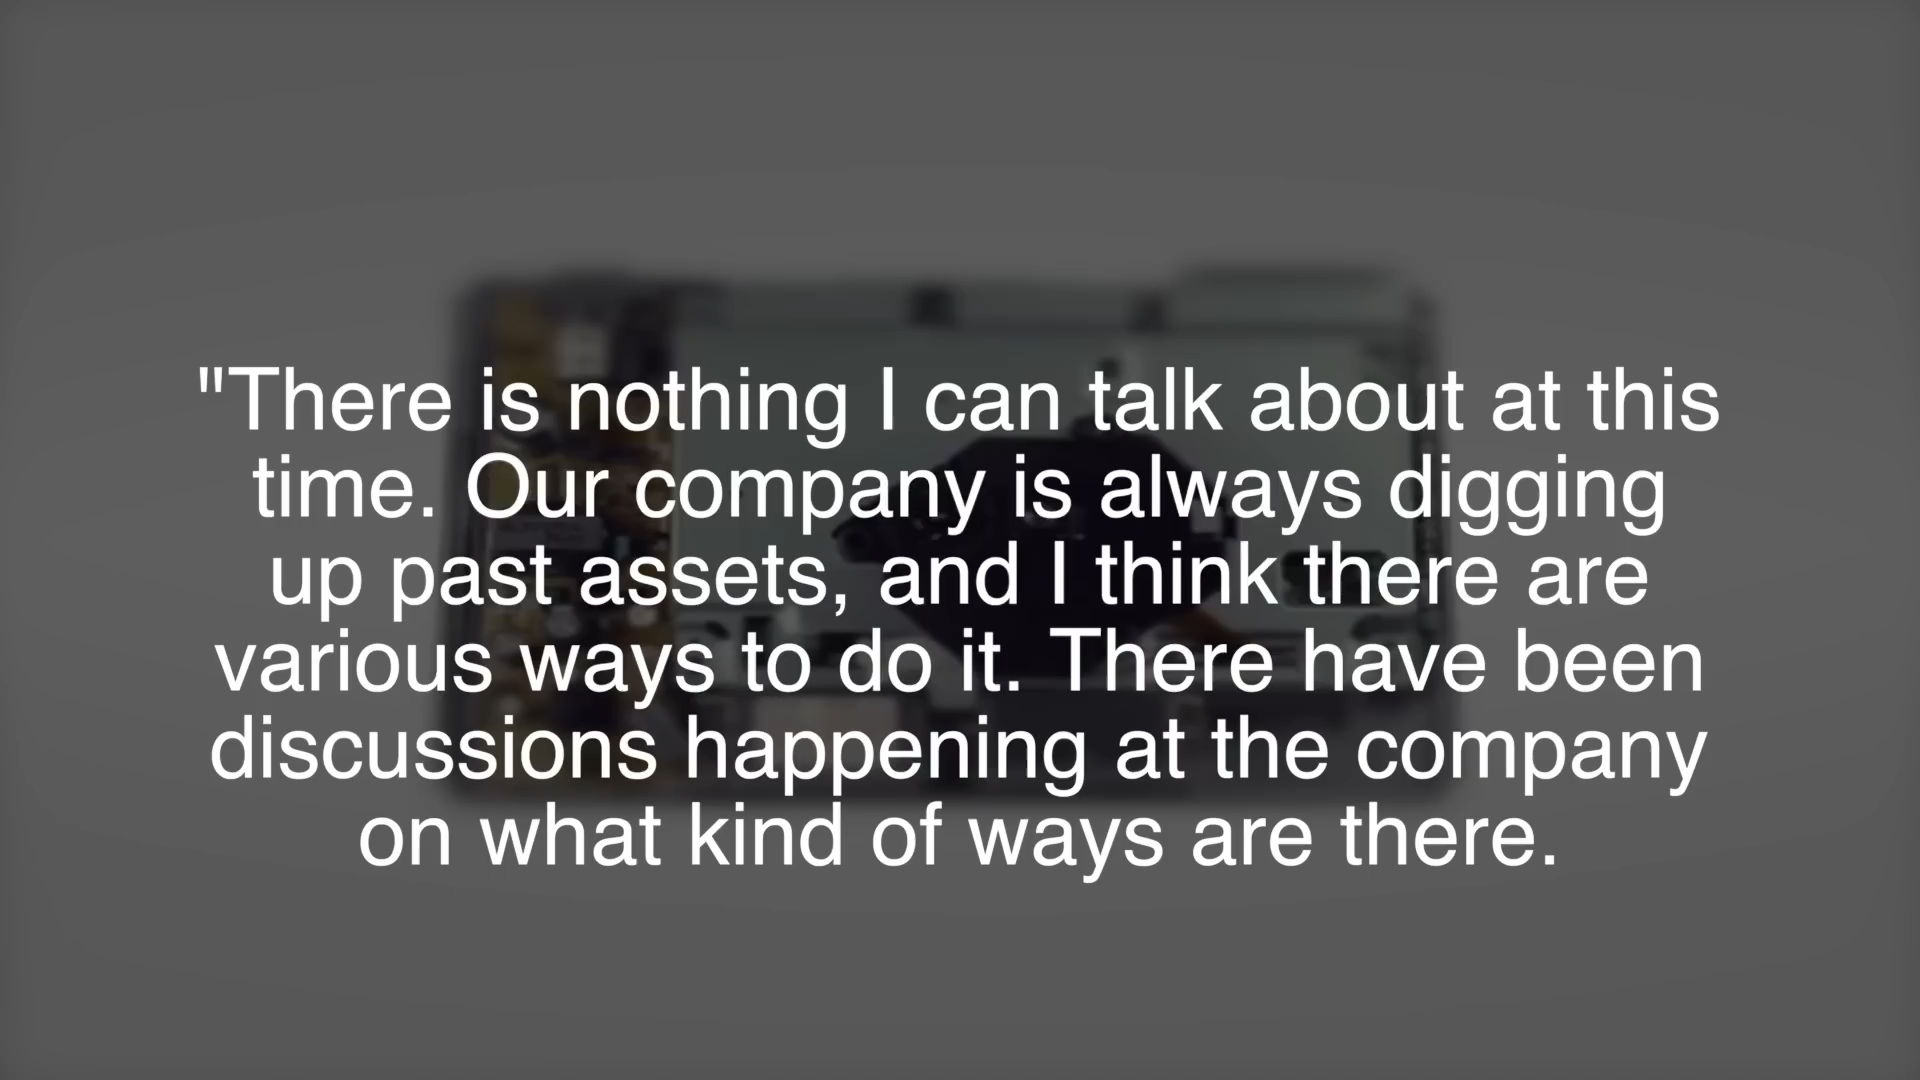 "There is nothing I can talk about at this
time. Our company is always digging
up past assets, and I think there are
various ways to do it. There have been
discussions happening at the company
on what kind of ways are there.